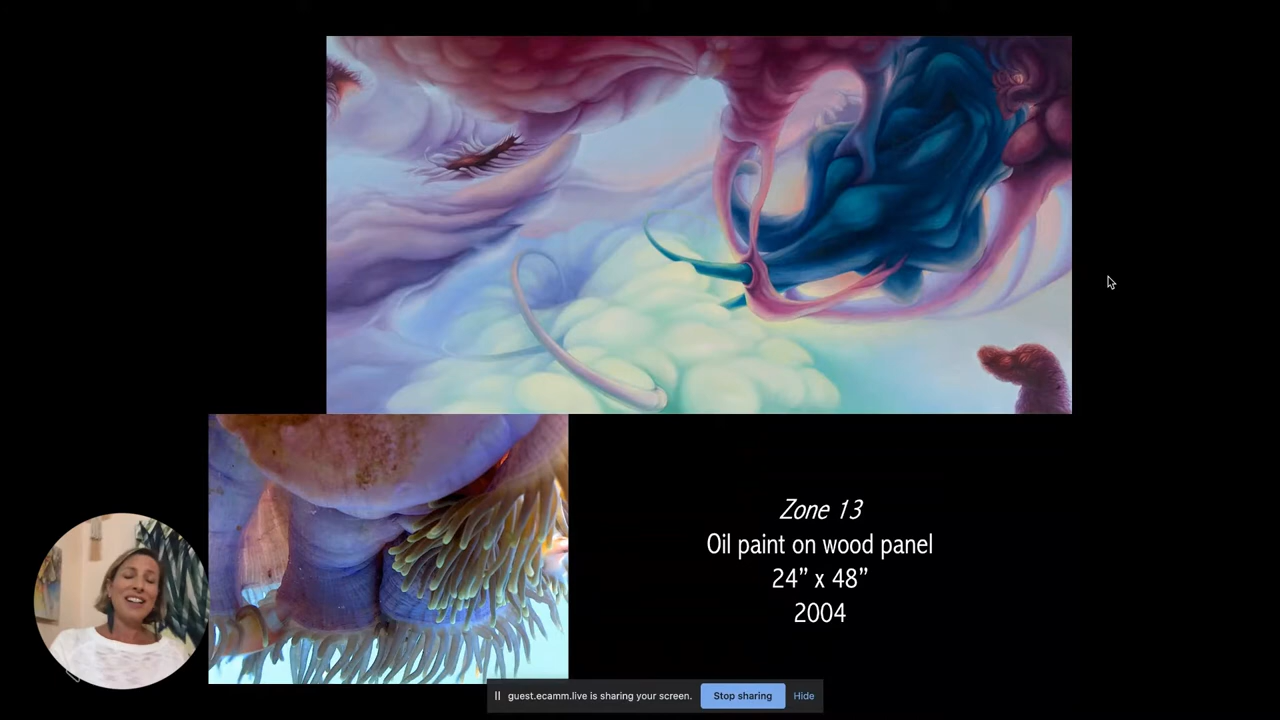 Zone 13
Oil paint on wood panel
24” x 48”
2004
guest.ecamm.live is sharing your screen. Stop sharing Hide